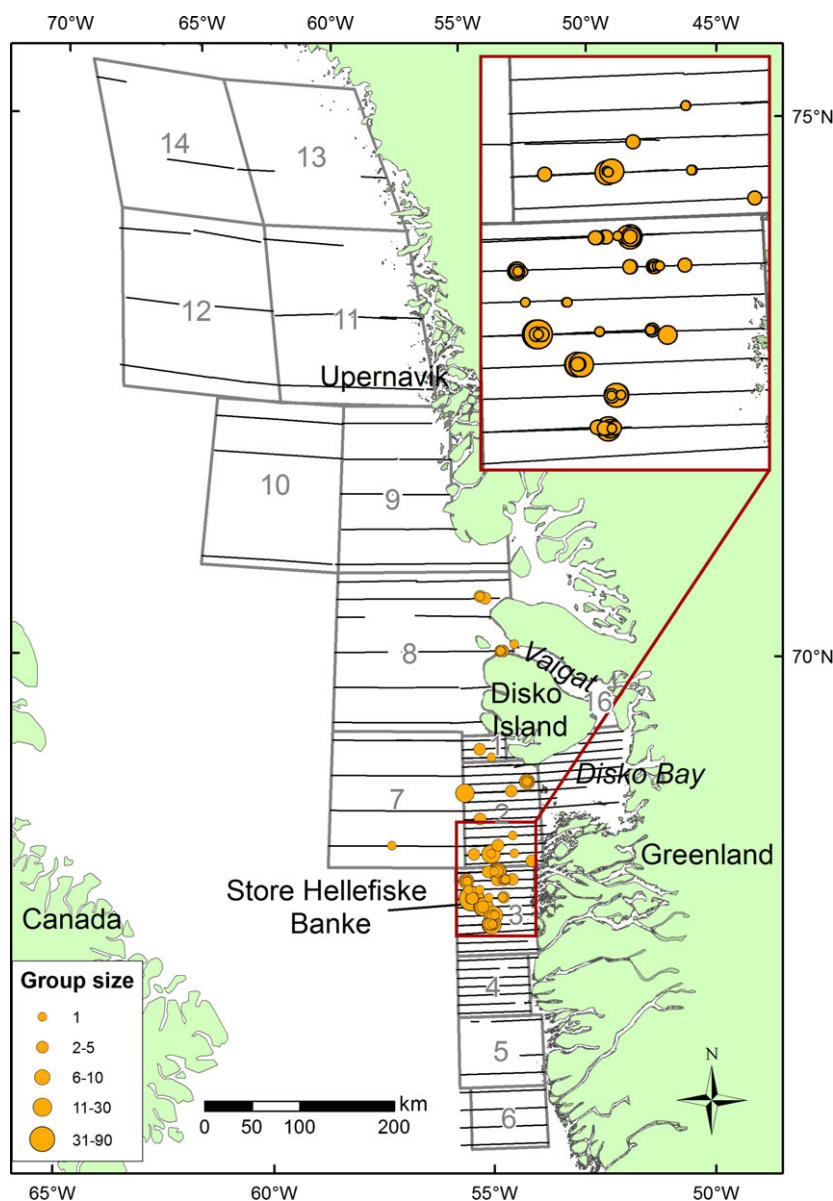 70°W
65°W
60°W
55°W
50°W
45°W
75°N
14
13
12
11
Upernavik
10
9
8
Vaigat
70°N
Disko
Island
16
1
Disko Bay
7
2
Greenland
Store Hellefiske
Banke
3
Canada
4
5
6
Group size
1
2-5
6-10
11-30
31-90
km
0
50
100
200
N
65°W
60°W
55°W
50°W